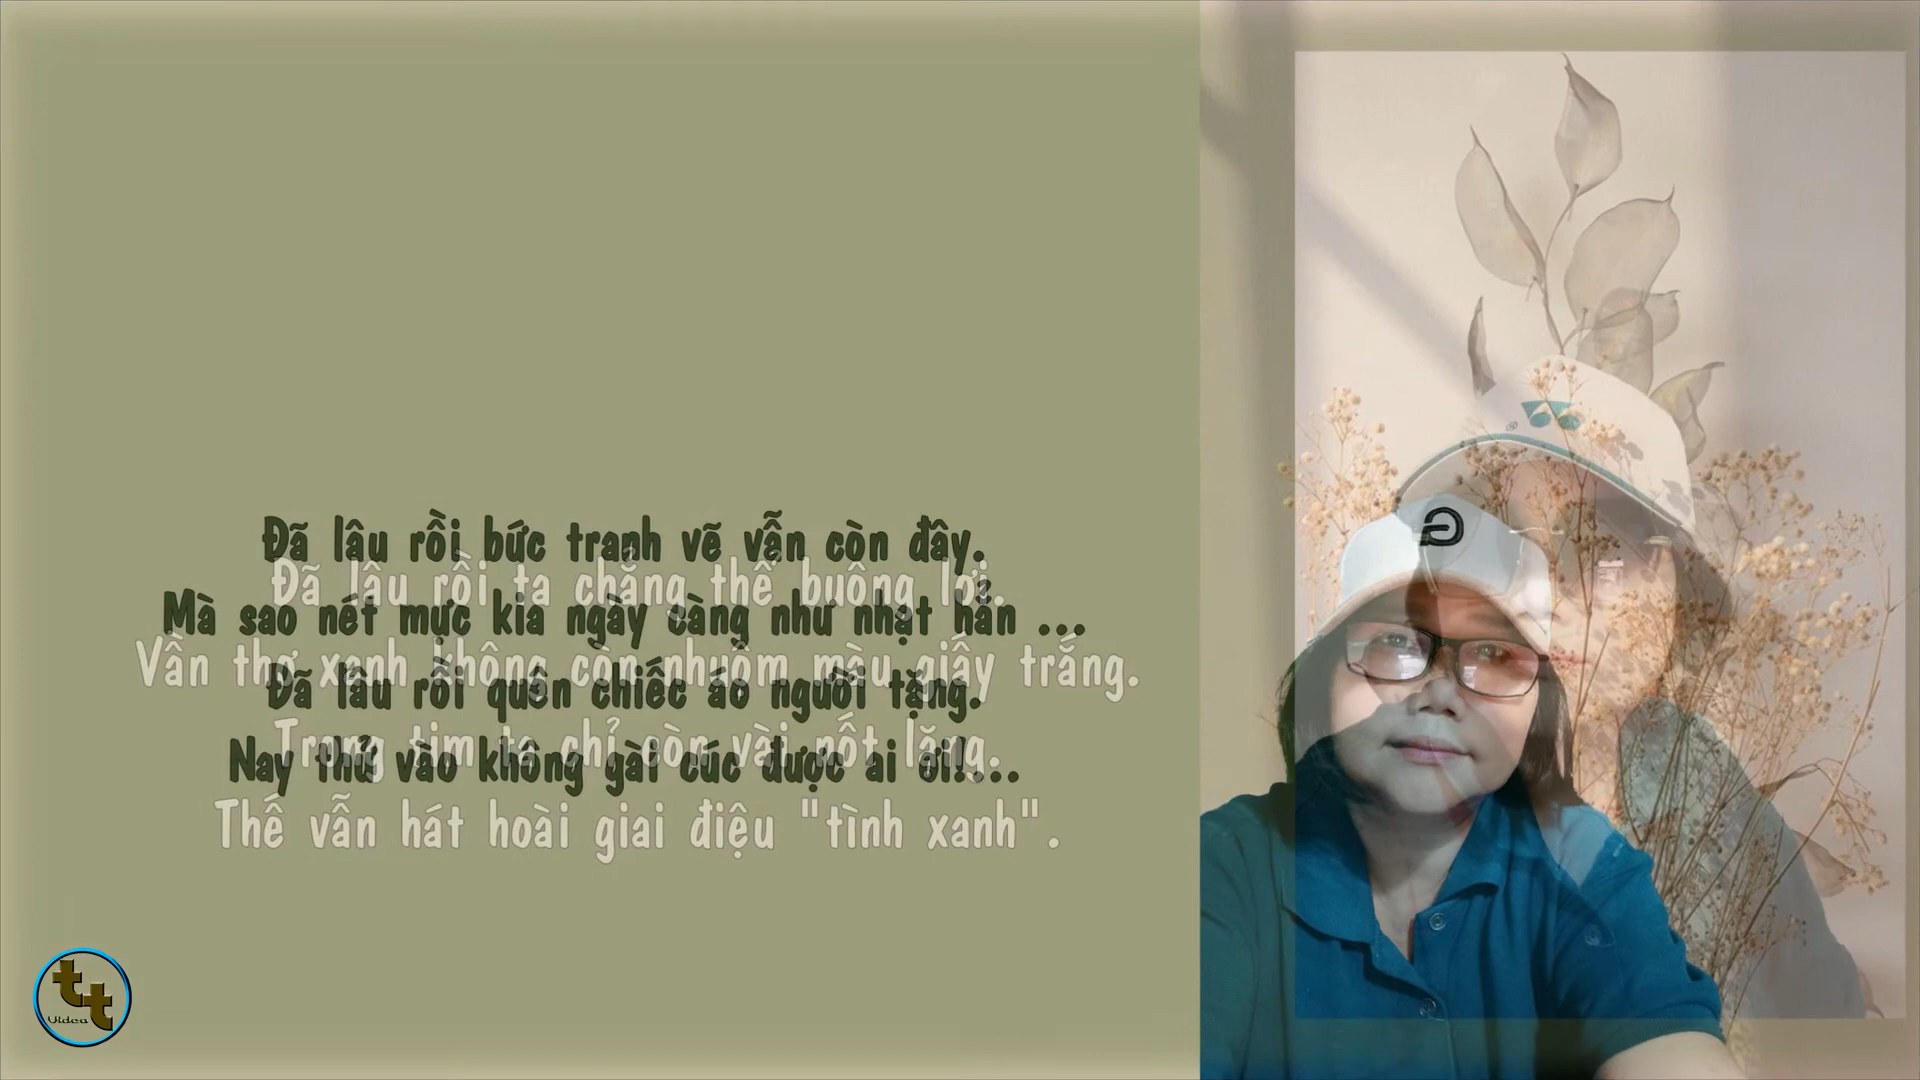 Đã lâu rồi bức tranh vẽ vẫn còn đây.
Mà sao nét mực kia ngày càng như nhạt hẳn ...
Đã lâu rồi quên chiếc áo người tặng.
Nay thử vào không gài cúc được ai ơi!...
Đã lâu rồi ta chẳng thể buông lơi.
Vần thơ xanh không còn nhuốm màu giấy trắng.
Trong tim ta chỉ còn vài nốt lặng.
Thế vẫn hát hoài giai điệu "tình xanh".
G
tt
Video